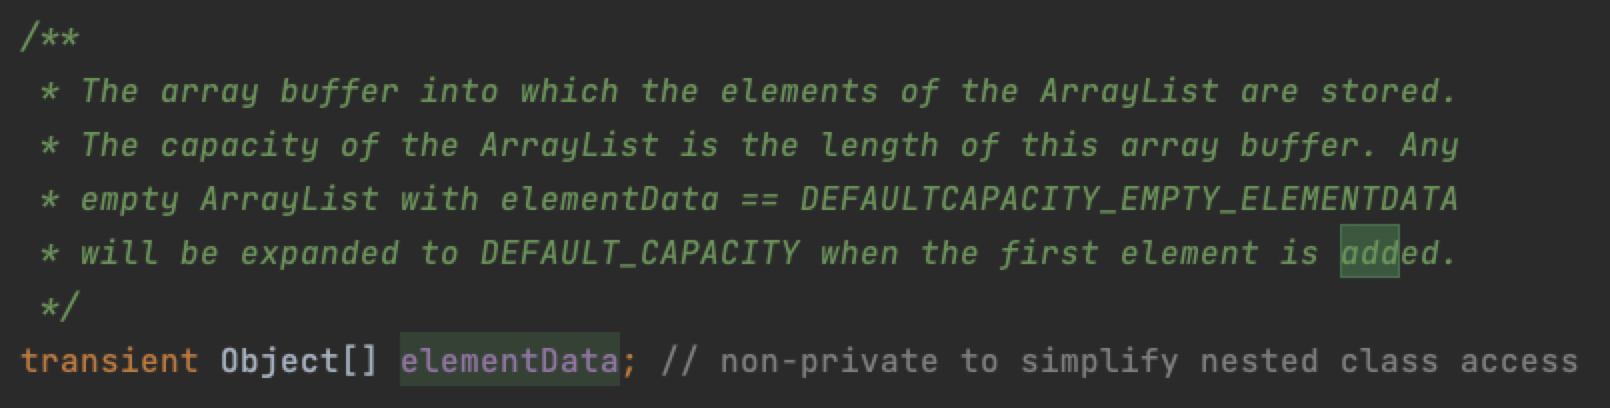 /**
 * The array buffer into which the elements of the ArrayList are stored.
 * The capacity of the ArrayList is the length of this array buffer. Any
 * empty ArrayList with elementData == DEFAULTCAPACITY_EMPTY_ELEMENTDATA
 * will be expanded to DEFAULT_CAPACITY when the first element is added.
 */
transient Object[] elementData; // non-private to simplify nested class access